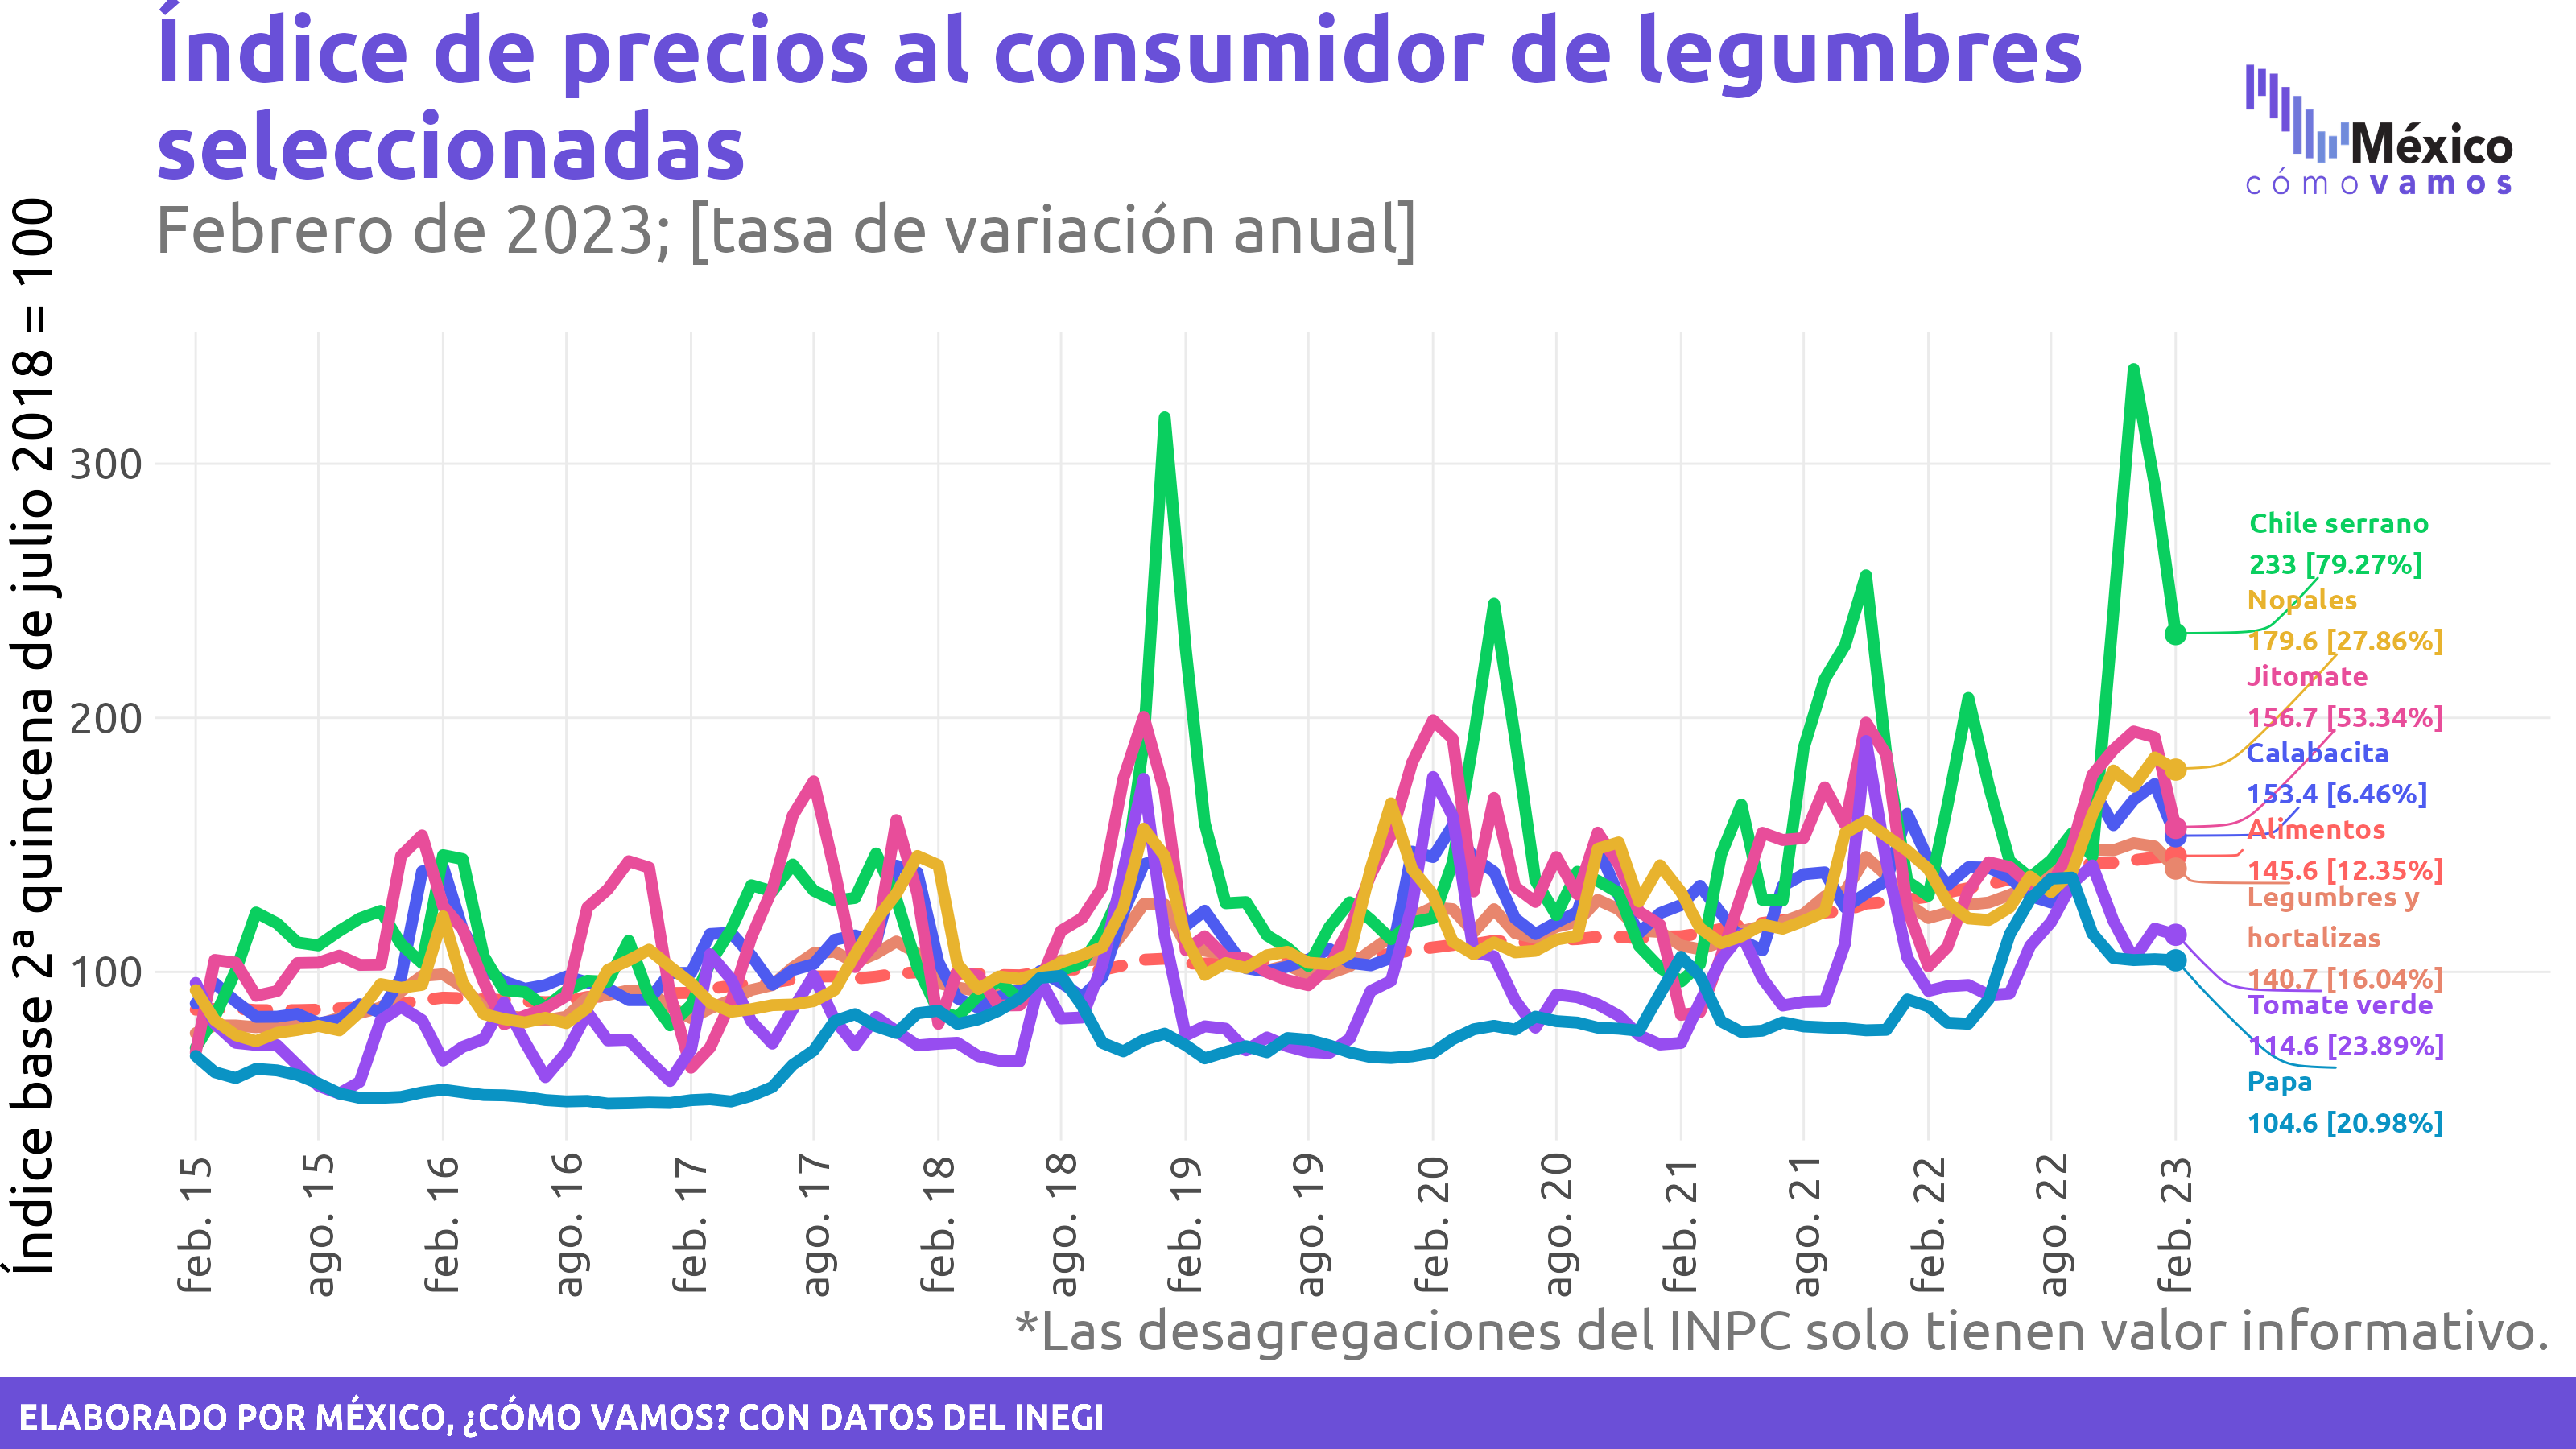 Índice de precios al consumidor de legumbres
seleccionadas
Febrero de 2023; [tasa de variación anual]
México
cómo vamos
Índice base 2ª quincena de julio 2018 = 100
300
200
100
Chile serrano
233 [79.27%]
Nopales
179.6 [27.86%]
Jitomate
156.7 [53.34%]
Calabacita
153.4 [6.46%]
Alimentos
145.6 [12.35%]
Legumbres y
hortalizas
140.7 [16.04%]
Tomate verde
114.6 [23.89%]
Papa
104.6 [20.98%]
feb. 15
ago. 15
feb. 16
ago. 16
feb. 17
ago. 17
feb. 18
ago. 18
feb. 19
ago. 19
feb. 20
ago. 20
feb. 21
ago. 21
feb. 22
ago. 22
feb. 23
*Las desagregaciones del INPC solo tienen valor informativo.
ELABORADO POR MÉXICO, ¿CÓMO VAMOS? CON DATOS DEL INEGI